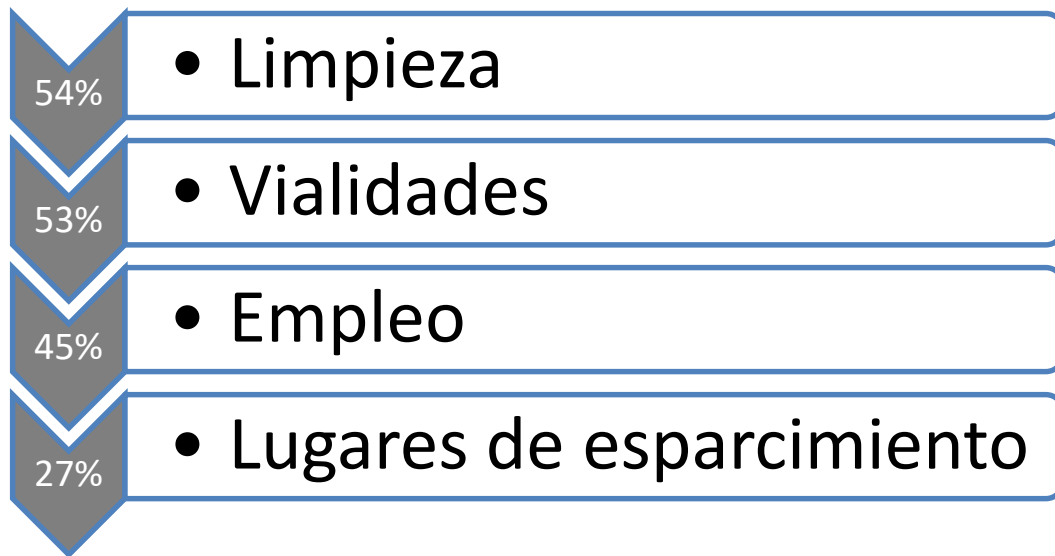 54%
• Limpieza
53%
• Vialidades
45%
• Empleo
27%
• Lugares de esparcimiento